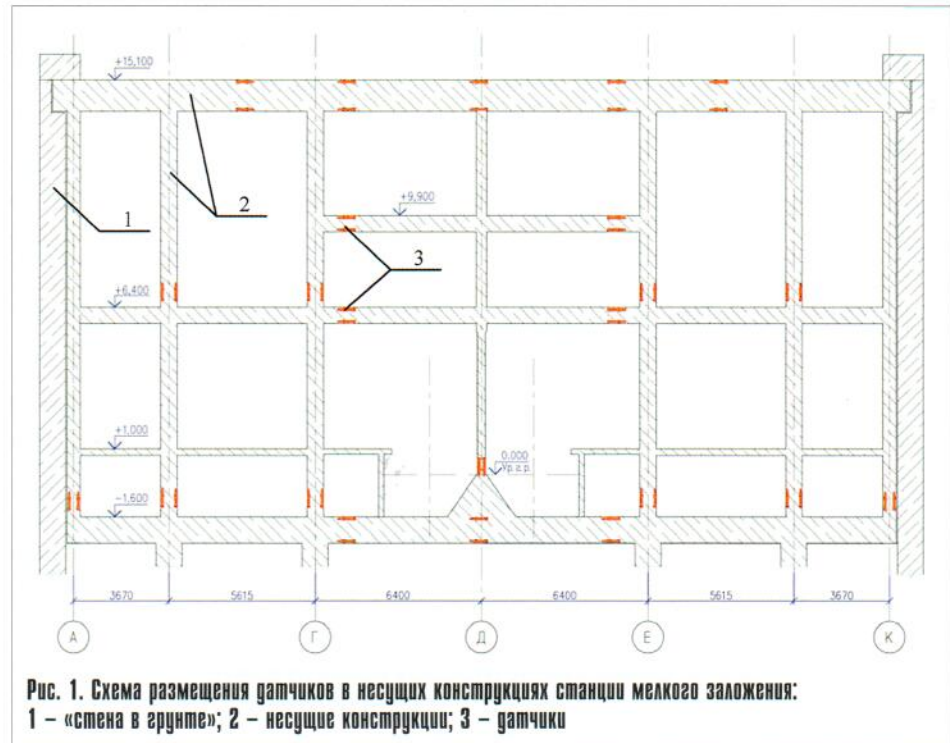 +15,100
+9,900
1
2
3
+6,400
+1,000
0.000
Ур.г.р.
-1,600
3670 5615 6400 6400 5615 3670
А Г Д Е К
Рис. 1. Схема размещения датчиков в несущих конструкциях станции мелкого заложения:
1 – «стена в грунте»; 2 – несущие конструкции; 3 – датчики